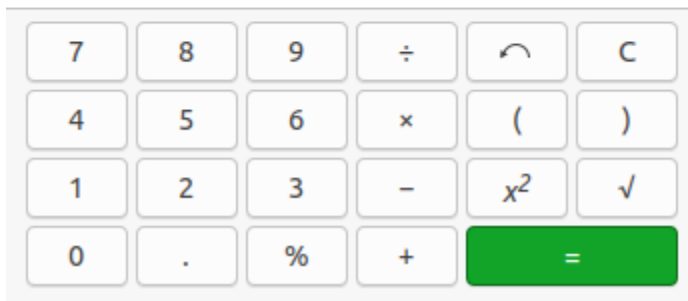 7 8 9 ÷ ↶ C
4 5 6 × ( )
1 2 3 − x² √
0 . % + =